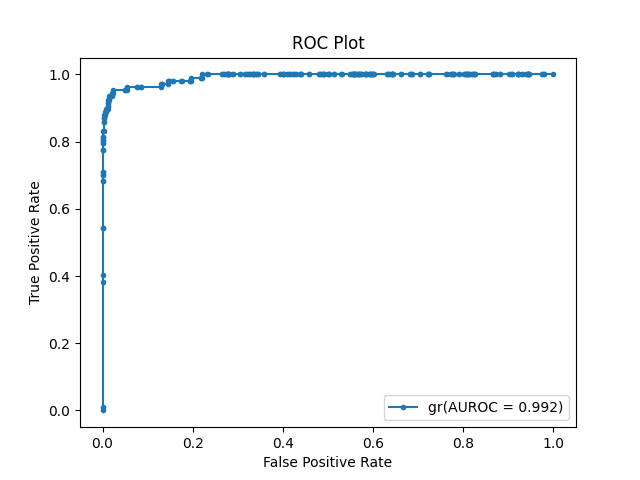 ROC Plot
True Positive Rate
1.0
0.8
0.6
0.4
0.2
0.0
0.0 0.2 0.4 0.6 0.8 1.0
False Positive Rate
gr(AUROC = 0.992)